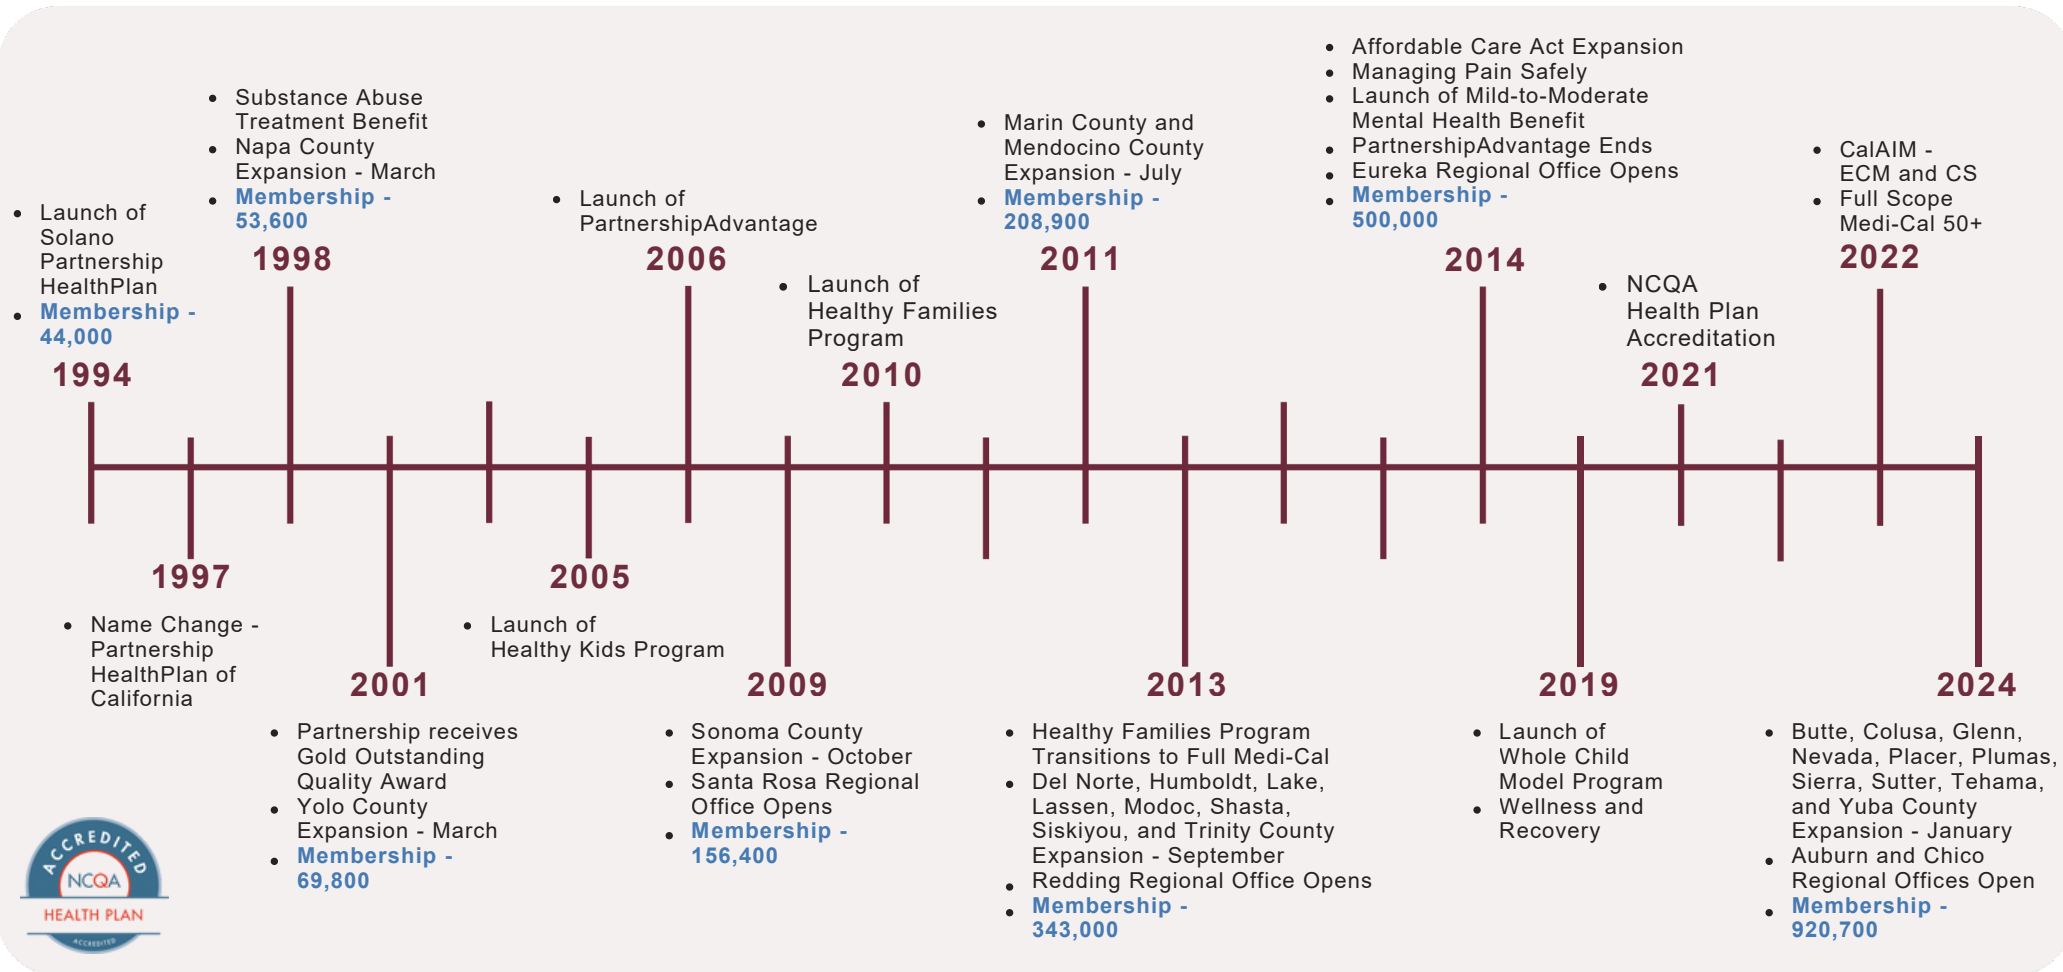 Launch of
Solano
Partnership
HealthPlan
Membership -
44,000
1994
Name Change -
Partnership
HealthPlan of
California
1997
Substance Abuse
Treatment Benefit
Napa County
Expansion - March
Membership -
53,600
1998
2001
Partnership receives
Gold Outstanding
Quality Award
Yolo County
Expansion - March
Membership -
69,800
2005
Launch of
Healthy Kids Program
Launch of
PartnershipAdvantage
2006
2009
Sonoma County
Expansion - October
Santa Rosa Regional
Office Opens
Membership -
156,400
Launch of
Healthy Families
Program
2010
Marin County and
Mendocino County
Expansion - July
Membership -
208,900
2011
2013
Healthy Families Program
Transitions to Full Medi-Cal
Del Norte, Humboldt, Lake,
Lassen, Modoc, Shasta,
Siskiyou, and Trinity County
Expansion - September
Redding Regional Office Opens
Membership -
343,000
Affordable Care Act Expansion
Managing Pain Safely
Launch of Mild-to-Moderate
Mental Health Benefit
PartnershipAdvantage Ends
Eureka Regional Office Opens
Membership -
500,000
2014
2019
Launch of
Whole Child
Model Program
Wellness and
Recovery
NCQA
Health Plan
Accreditation
2021
CalAIM -
ECM and CS
Full Scope
Medi-Cal 50+
2022
2024
Butte, Colusa, Glenn,
Nevada, Placer, Plumas,
Sierra, Sutter, Tehama,
and Yuba County
Expansion - January
Auburn and Chico
Regional Offices Open
Membership -
920,700
ACCREDITED
NCQA
HEALTH PLAN
ACCREDITED